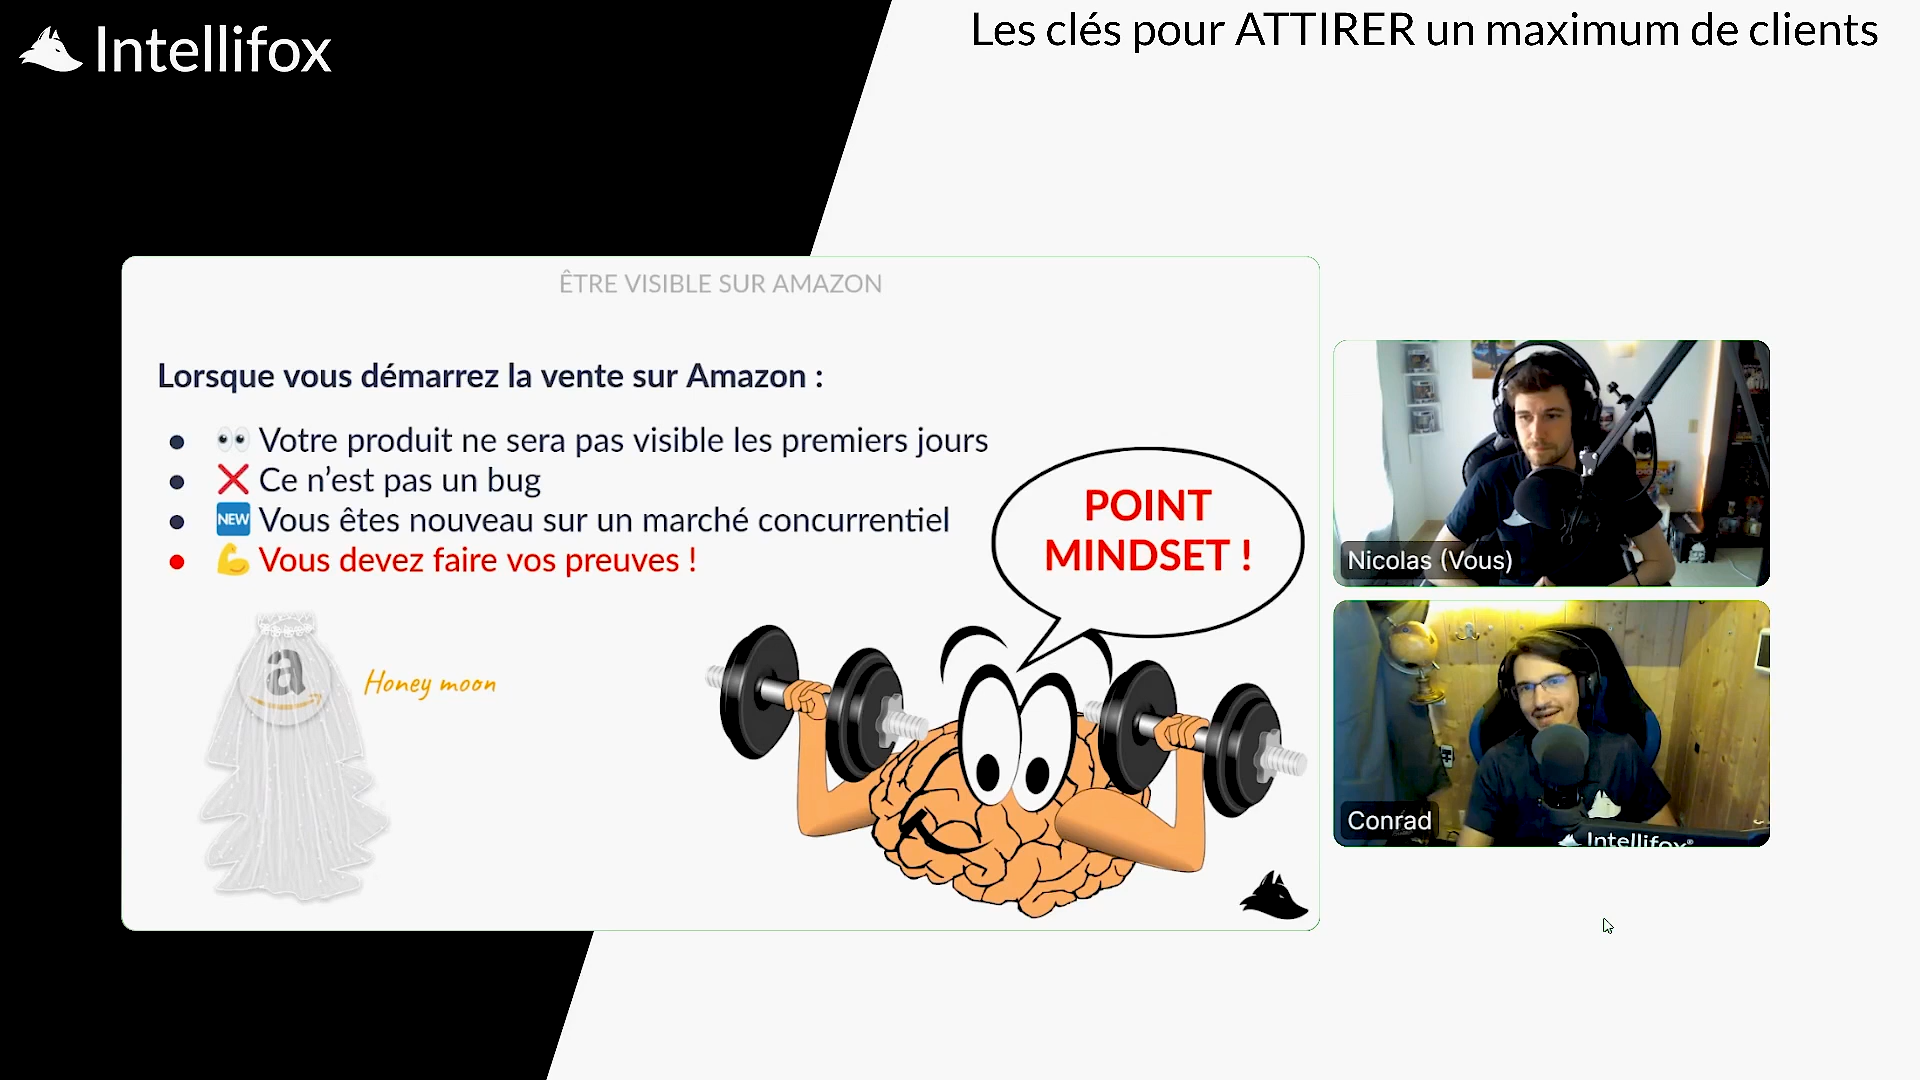 Intellifox
Les clés pour ATTIRER un maximum de clients
ÊTRE VISIBLE SUR AMAZON
Lorsque vous démarrez la vente sur Amazon :
Votre produit ne sera pas visible les premiers jours
Ce n’est pas un bug
NEW Vous êtes nouveau sur un marché concurrentiel
Vous devez faire vos preuves !
POINT
MINDSET !
a
Honey moon
Nicolas (Vous)
Conrad
Intellifox®